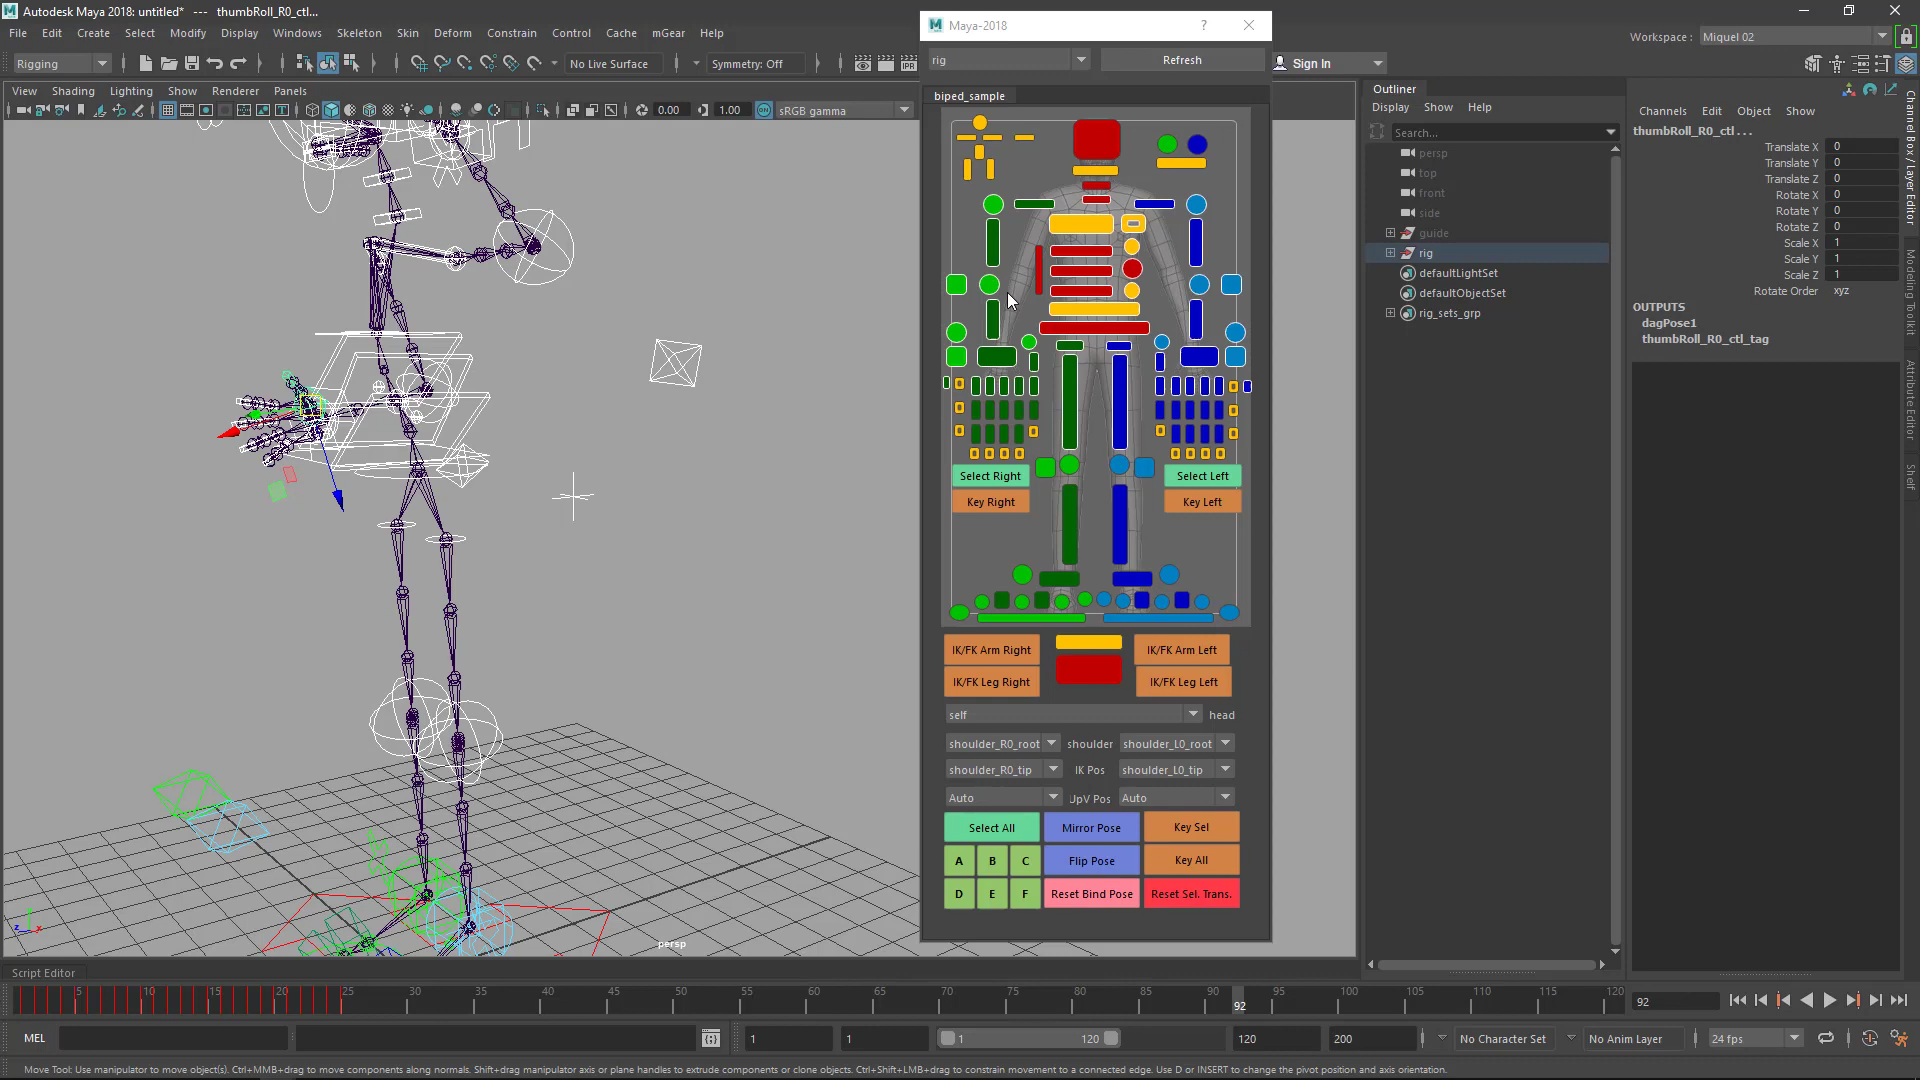 Autodesk Maya 2018: untitled*   ---   thumbRoll_R0_ctl...
File Edit Create Select Modify Display Windows Skeleton Skin Deform Constrain Control Cache mGear Help
Workspace : Miquel 02
Rigging
No Live Surface
Symmetry: Off
Sign In
View Shading Lighting Show Renderer Panels
0.00
1.00
sRGB gamma
persp
Maya-2018
?
rig
Refresh
biped_sample
Select Right
Select Left
Key Right
Key Left
IK/FK Arm Right
IK/FK Arm Left
IK/FK Leg Right
IK/FK Leg Left
self
head
shoulder_R0_root shoulder shoulder_L0_root
shoulder_R0_tip IK Pos shoulder_L0_tip
Auto UpV Pos Auto
Select All Mirror Pose Key Sel
A B C Flip Pose Key All
D E F Reset Bind Pose Reset Sel. Trans.
Outliner
Display Show Help
Search...
persp
top
front
side
guide
rig
defaultLightSet
defaultObjectSet
rig_sets_grp
Channels Edit Object Show
thumbRoll_R0_ctl ...
Translate X 0
Translate Y 0
Translate Z 0
Rotate X 0
Rotate Y 0
Rotate Z 0
Scale X 1
Scale Y 1
Scale Z 1
Rotate Order xyz
OUTPUTS
dagPose1
thumbRoll_R0_ctl_tag
Channel Box / Layer Editor
Modeling Toolkit
Attribute Editor
Shelf
Script Editor
5 10 15 20 25 30 35 40 45 50 55 60 65 70 75 80 85 90 92 95 100 105 110 115 120
92
MEL
1
1
1
120
120
200
No Character Set
No Anim Layer
24 fps
Move Tool: Use manipulator to move object(s). Ctrl+MMB+drag to move components along normals. Shift+drag manipulator axis or plane handles to extrude components or clone objects. Ctrl+Shift+LMB+drag to constrain movement to a connected edge. Use D or INSERT to change the pivot position and axis orientation.